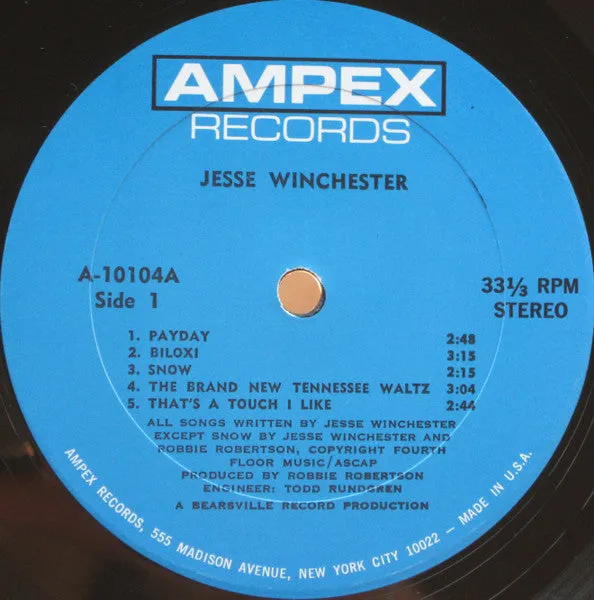 AMPEX
RECORDS
JESSE WINCHESTER
A-10104A
Side 1
33⅓ RPM
STEREO
1. PAYDAY 2:48
2. BILOXI 3:15
3. SNOW 2:15
4. THE BRAND NEW TENNESSEE WALTZ 3:04
5. THAT'S A TOUCH I LIKE 2:44
ALL SONGS WRITTEN BY JESSE WINCHESTER
EXCEPT SNOW BY JESSE WINCHESTER AND
ROBBIE ROBERTSON, COPYRIGHT FOURTH
FLOOR MUSIC/ASCAP
PRODUCED BY ROBBIE ROBERTSON
ENGINEER: TODD RUNDGREN
A BEARSVILLE RECORD PRODUCTION
AMPEX RECORDS, 555 MADISON AVENUE, NEW YORK CITY 10022 – MADE IN U.S.A.